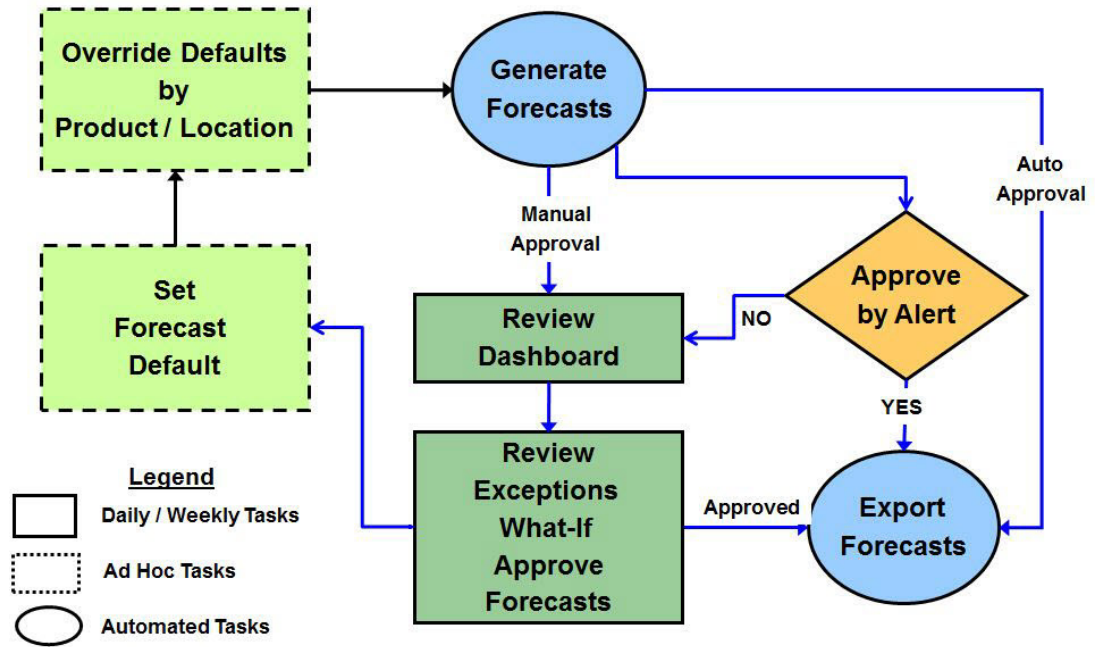 Override Defaults
by
Product / Location
Generate
Forecasts
Auto
Approval
Manual
Approval
Set
Forecast
Default
Approve
by Alert
Review
Dashboard
NO
YES
Review
Exceptions
What-If
Approve
Forecasts
Approved
Export
Forecasts
Legend
Daily / Weekly Tasks
Ad Hoc Tasks
Automated Tasks